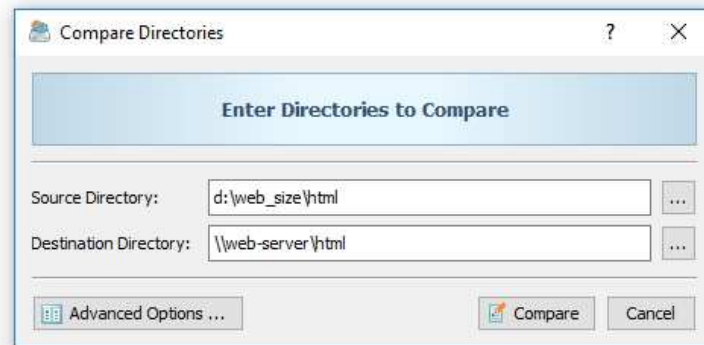 Compare Directories
?
Enter Directories to Compare
Source Directory: d:\web_size\html ...
Destination Directory: \\web-server\html ...
Advanced Options ... Compare Cancel